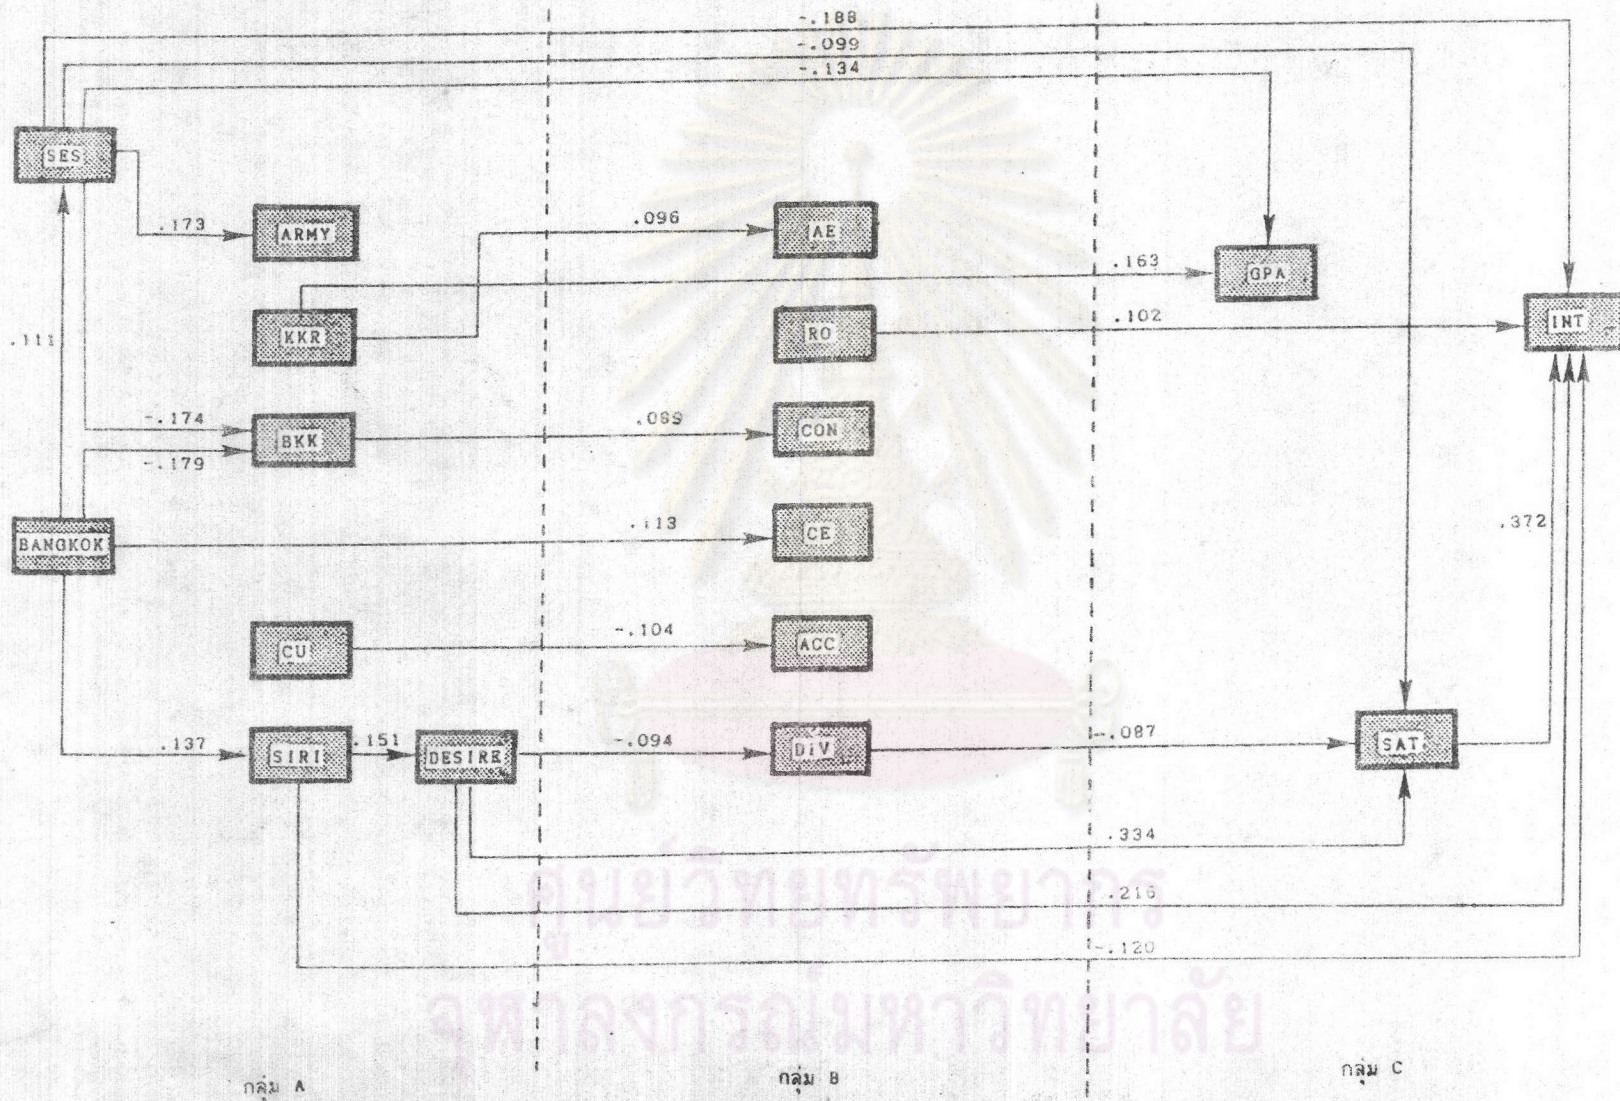 -.188
-.099
-.134
SES
.173
ARMY
.096
AE
.163
GPA
KKR
RO
.102
INT
.111
-.174
BKK
.089
CON
-.179
BANGKOK
.113
CE
.372
CU
-.104
ACC
.137
SIRI
.151
DESIRE
-.094
DIV
-.087
SAT
.334
ศูนย์วิทยทรัพยากร
.216
-.120
จุฬาลงกรณ์มหาวิทยาลัย
กลุ่ม A
กลุ่ม B
กลุ่ม C